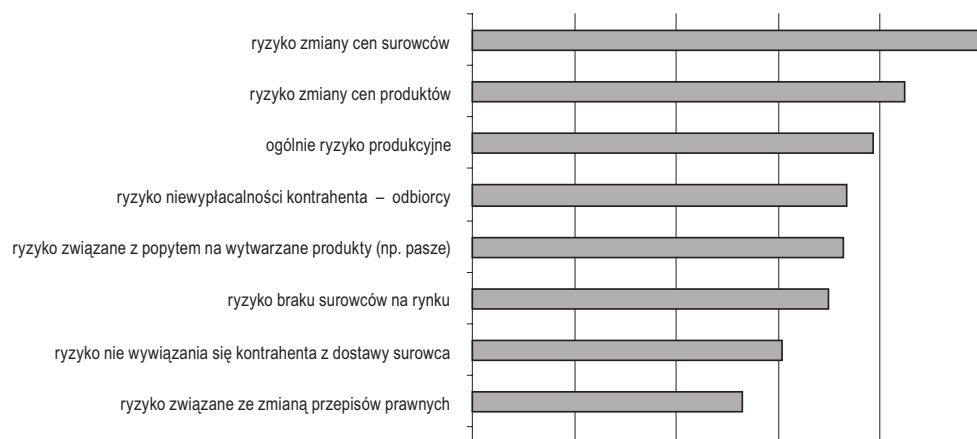 ryzyko zmiany cen surowców
ryzyko zmiany cen produktów
ogólnie ryzyko produkcyjne
ryzyko niewypłacalności kontrahenta – odbiorcy
ryzyko związane z popytem na wytwarzane produkty (np. pasze)
ryzyko braku surowców na rynku
ryzyko nie wywiązania się kontrahenta z dostawy surowca
ryzyko związane ze zmianą przepisów prawnych